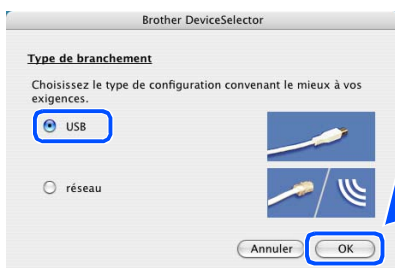 Brother DeviceSelector
Type de branchement
Choisissez le type de configuration convenant le mieux à vos
exigences.
USB
réseau
Annuler OK